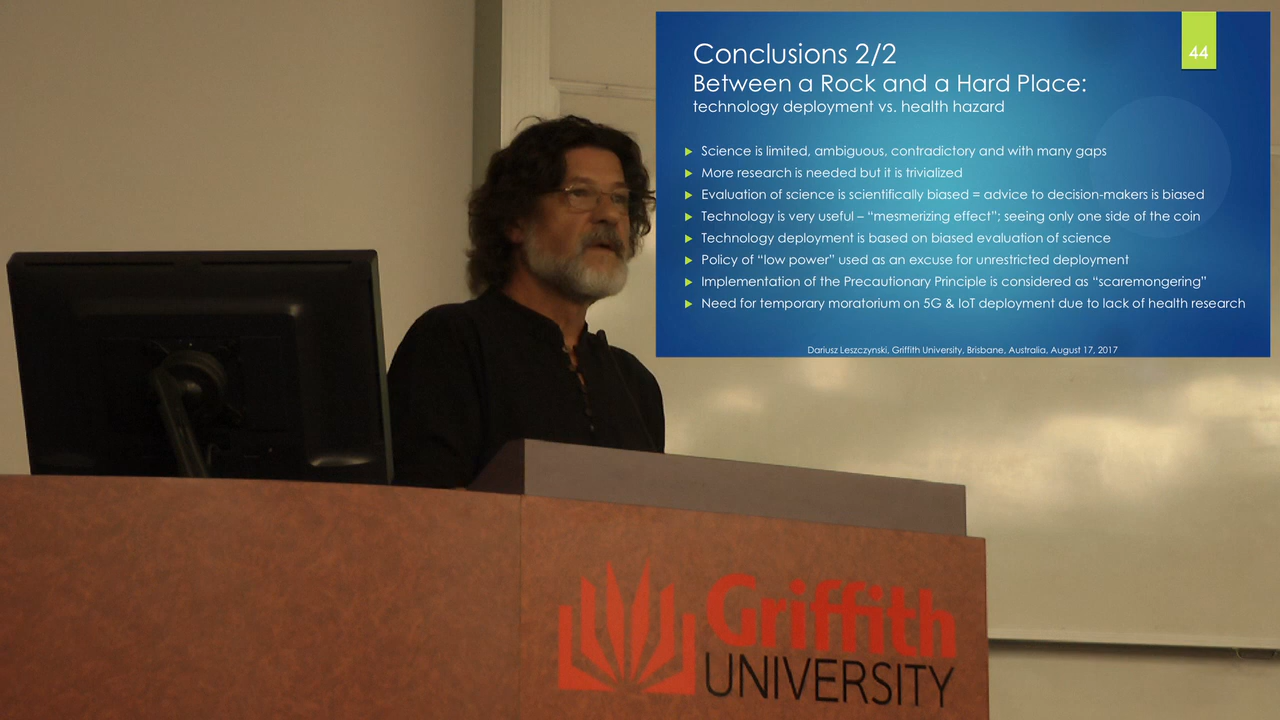 Conclusions 2/2
44
Between a Rock and a Hard Place:
technology deployment vs. health hazard
Science is limited, ambiguous, contradictory and with many gaps
More research is needed but it is trivialized
Evaluation of science is scientifically biased = advice to decision-makers is biased
Technology is very useful – “mesmerizing effect”; seeing only one side of the coin
Technology deployment is based on biased evaluation of science
Policy of “low power” used as an excuse for unrestricted deployment
Implementation of the Precautionary Principle is considered as “scaremongering”
Need for temporary moratorium on 5G & IoT deployment due to lack of health research
Dariusz Leszczynski, Griffith University, Brisbane, Australia, August 17, 2017
Griffith
UNIVERSITY